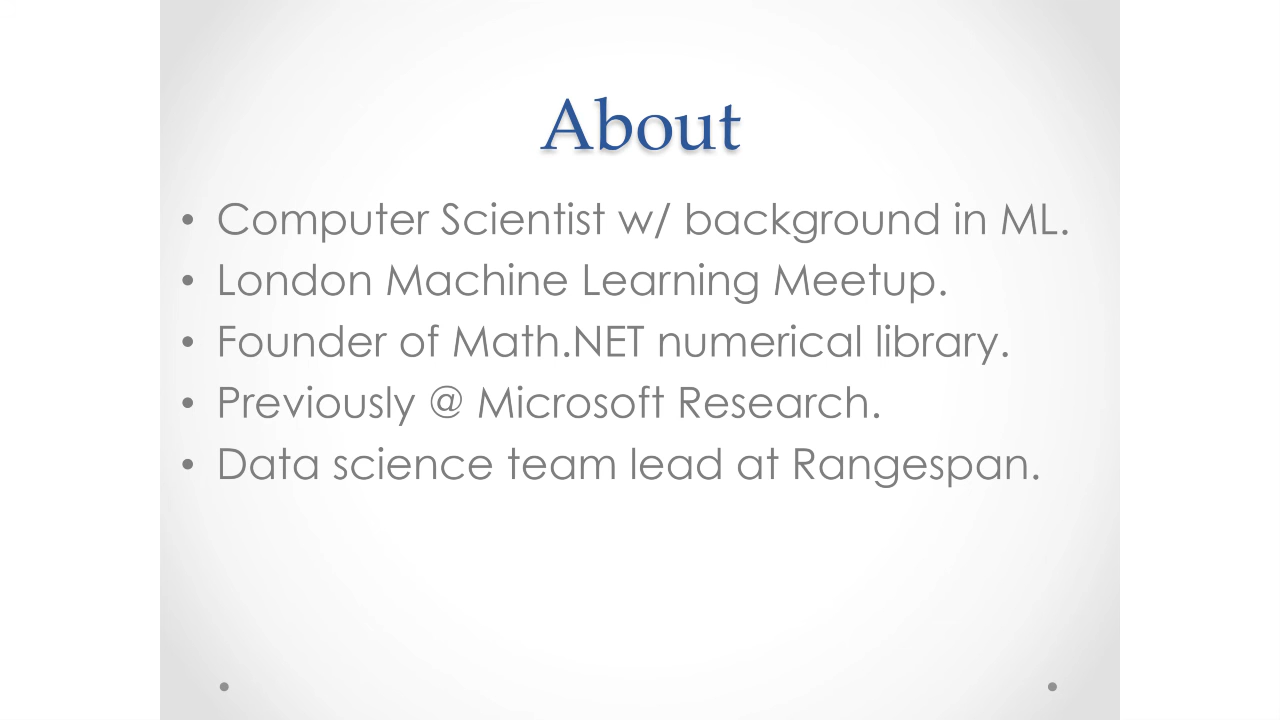 About
• Computer Scientist w/ background in ML.
• London Machine Learning Meetup.
• Founder of Math.NET numerical library.
• Previously @ Microsoft Research.
• Data science team lead at Rangespan.